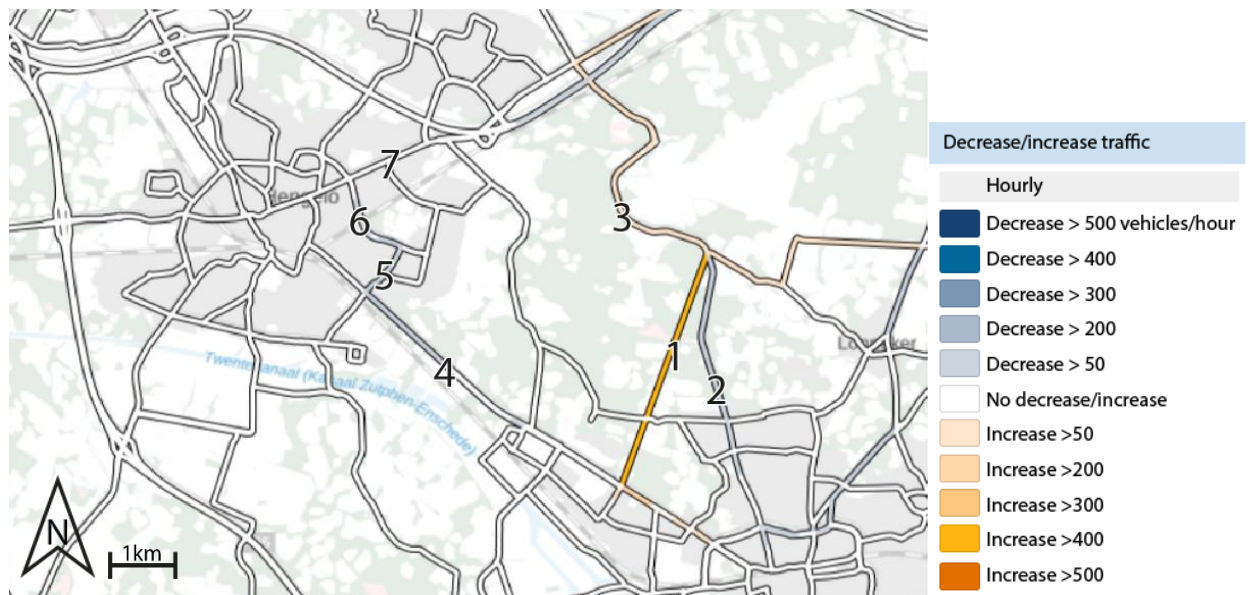 7
Hengelo
6
3
5
1
4
2
Twentekanaal (Kanaal Zutphen-Enschede)
N
1km
Decrease/increase traffic
Hourly
Decrease > 500 vehicles/hour
Decrease > 400
Decrease > 300
Decrease > 200
Decrease > 50
No decrease/increase
Increase >50
Increase >200
Increase >300
Increase >400
Increase >500